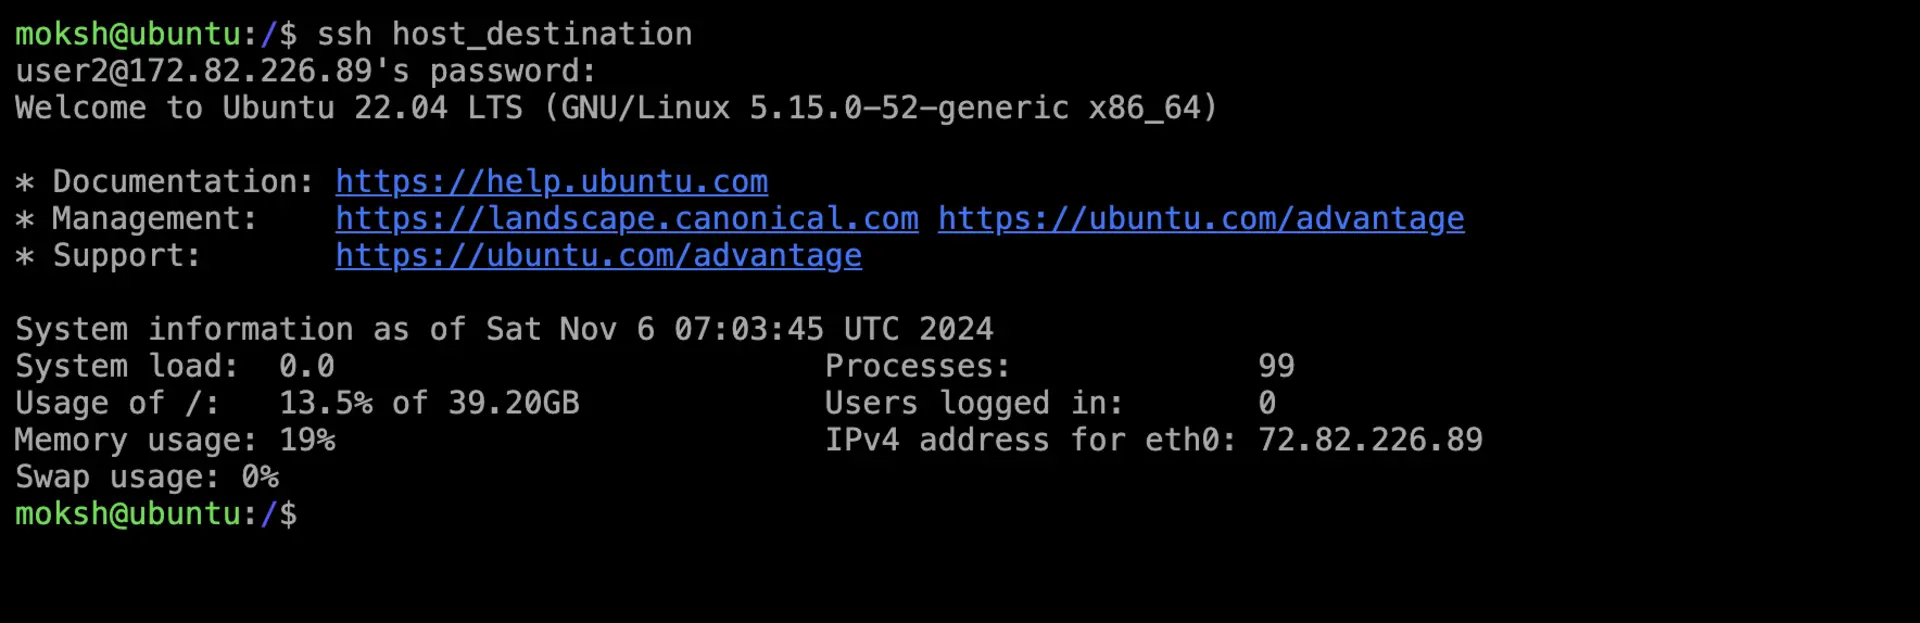 moksh@ubuntu:/$ ssh host_destination
user2@172.82.226.89's password:
Welcome to Ubuntu 22.04 LTS (GNU/Linux 5.15.0-52-generic x86_64)
* Documentation: https://help.ubuntu.com
* Management: https://landscape.canonical.com https://ubuntu.com/advantage
* Support: https://ubuntu.com/advantage
System information as of Sat Nov 6 07:03:45 UTC 2024
System load: 0.0 Processes: 99
Usage of /: 13.5% of 39.20GB Users logged in: 0
Memory usage: 19% IPv4 address for eth0: 72.82.226.89
Swap usage: 0%
moksh@ubuntu:/$